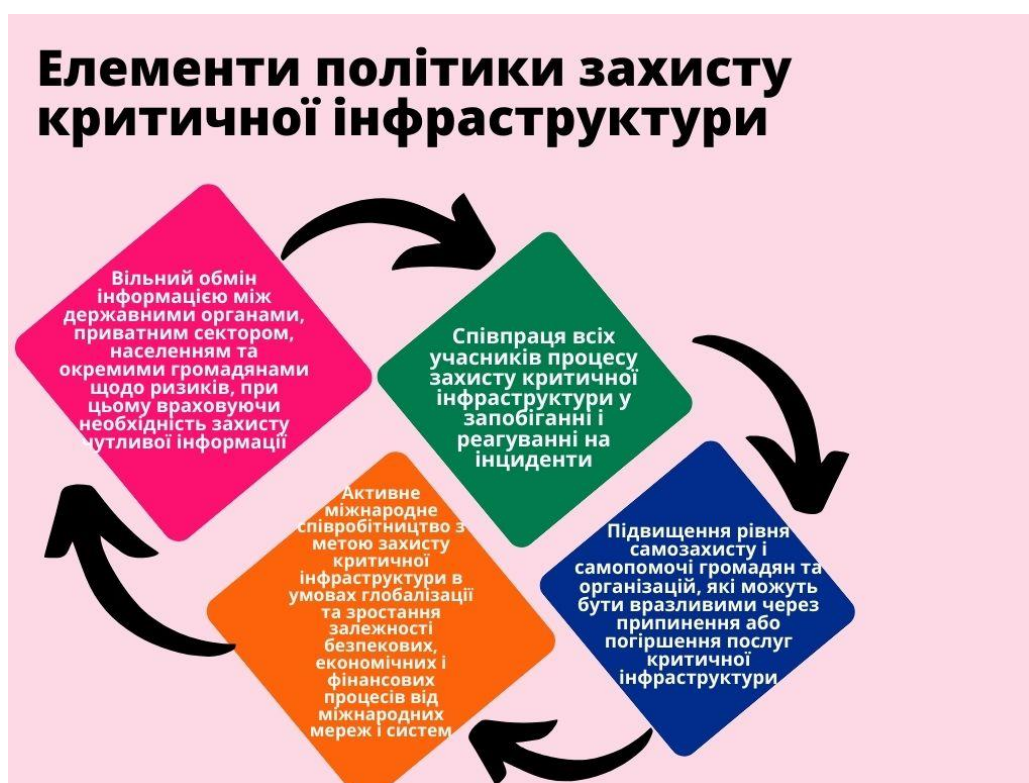 Елементи політики захисту
критичної інфраструктури
Вільний обмін
інформацією між
державними органами,
приватним сектором,
населенням та
окремими громадянами
щодо ризиків, при
цьому враховуючи
необхідність захисту
чутливої інформації
Співпраця всіх
учасників процесу
захисту критичної
інфраструктури у
запобіганні і
реагуванні на
інциденти
Підвищення рівня
самозахисту і
самопомочі громадян та
організацій, які можуть
бути вразливими через
припинення або
погіршення послуг
критичної
інфраструктури
Активне
міжнародне
співробітництво з
метою захисту
критичної
інфраструктури в
умовах глобалізації
та зростання
залежності
безпекових,
економічних і
фінансових
процесів від
міжнародних
мереж і систем